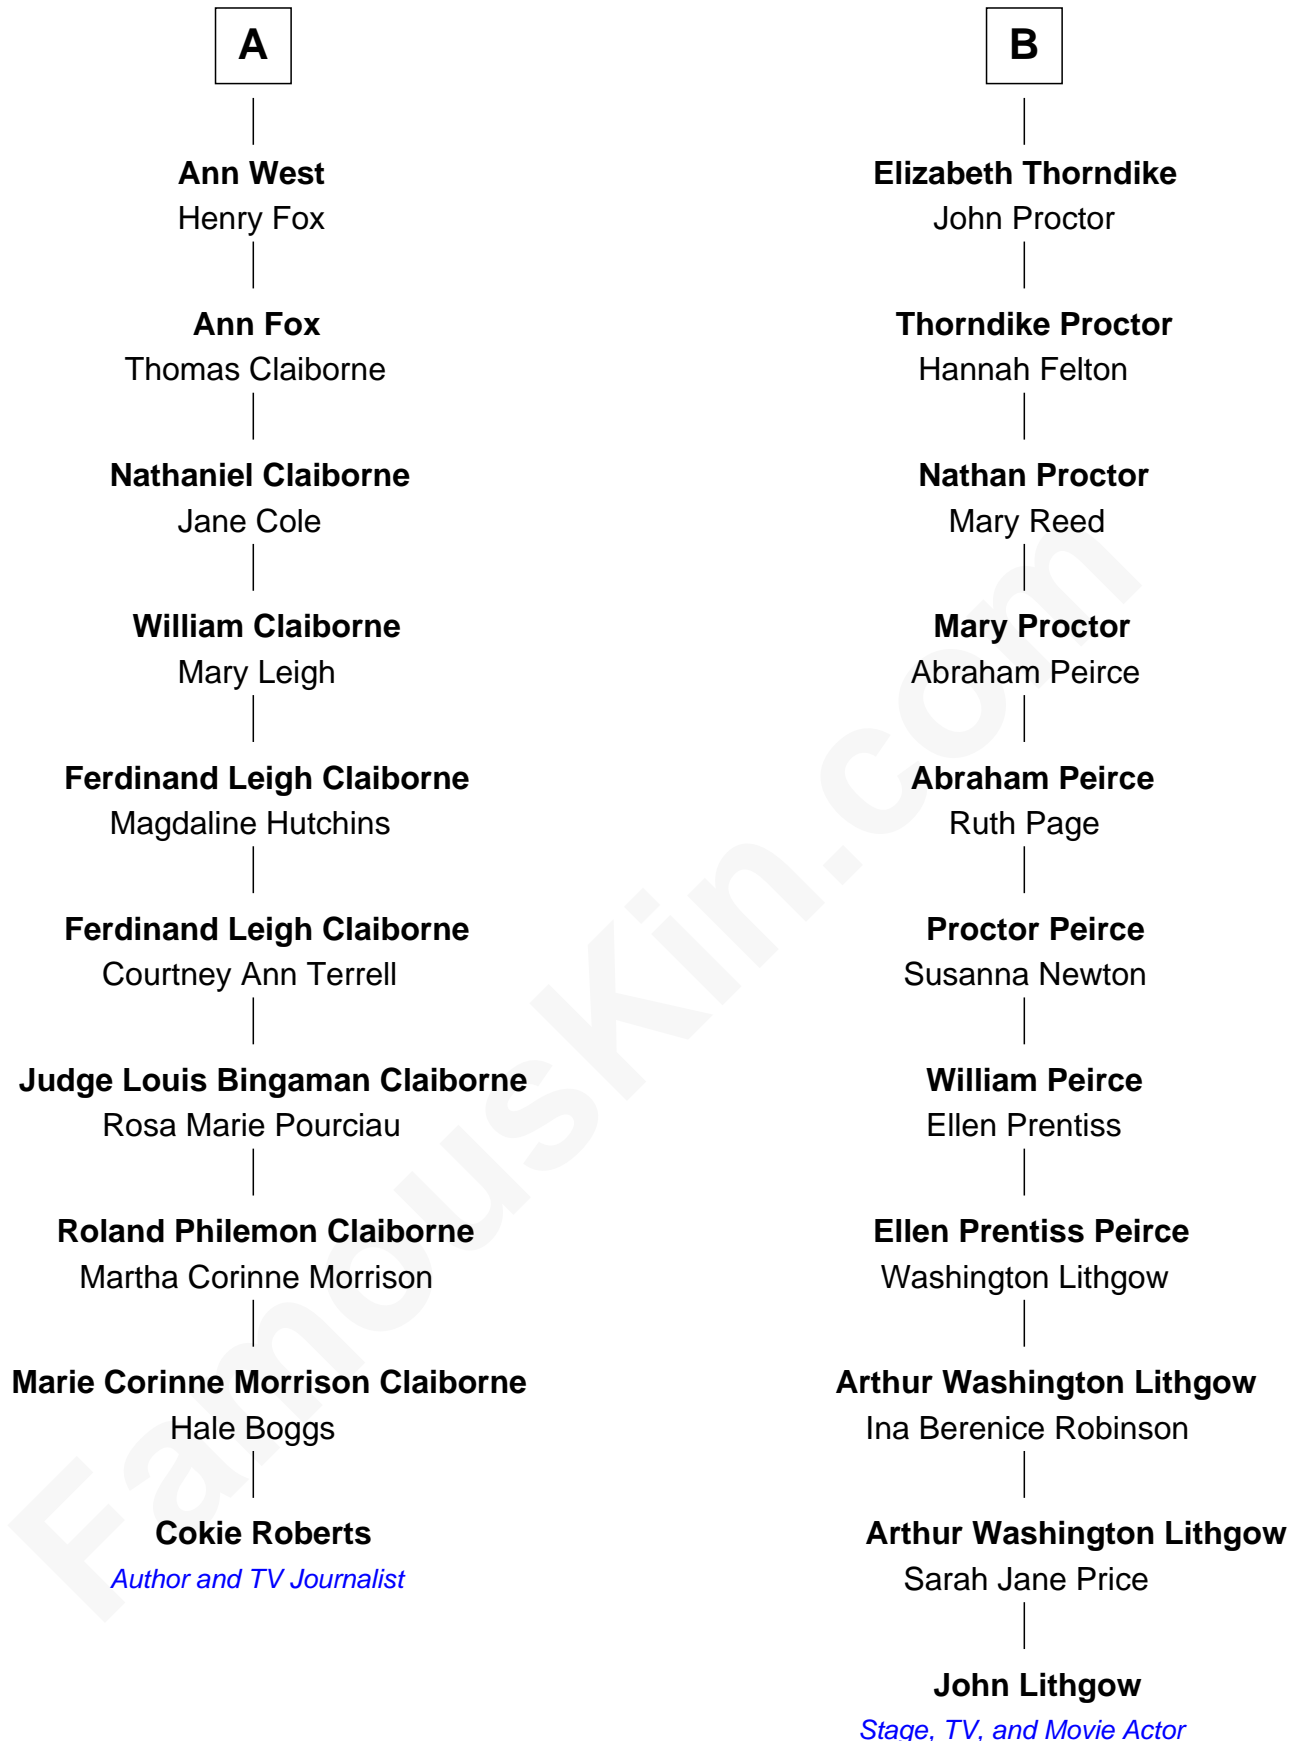 A
Ann West
Henry Fox
Ann Fox
Thomas Claiborne
Nathaniel Claiborne
Jane Cole
William Claiborne
Mary Leigh
Ferdinand Leigh Claiborne
Magdaline Hutchins
Ferdinand Leigh Claiborne
Courtney Ann Terrell
Judge Louis Bingaman Claiborne
Rosa Marie Pourciau
Roland Philemon Claiborne
Martha Corinne Morrison
Marie Corinne Morrison Claiborne
Hale Boggs
Cokie Roberts
Author and TV Journalist
B
Elizabeth Thorndike
John Proctor
Thorndike Proctor
Hannah Felton
Nathan Proctor
Mary Reed
Mary Proctor
Abraham Peirce
Abraham Peirce
Ruth Page
Proctor Peirce
Susanna Newton
William Peirce
Ellen Prentiss
Ellen Prentiss Peirce
Washington Lithgow
Arthur Washington Lithgow
Ina Berenice Robinson
Arthur Washington Lithgow
Sarah Jane Price
John Lithgow
Stage, TV, and Movie Actor
FamousKin.com